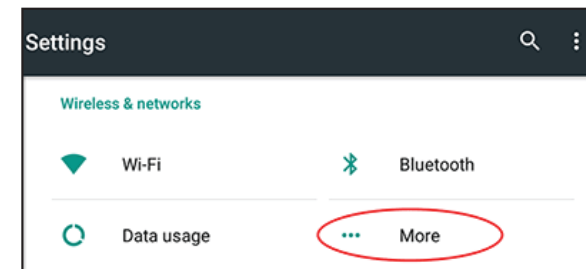 Settings
Wireless & networks
Wi-Fi
Bluetooth
Data usage
More